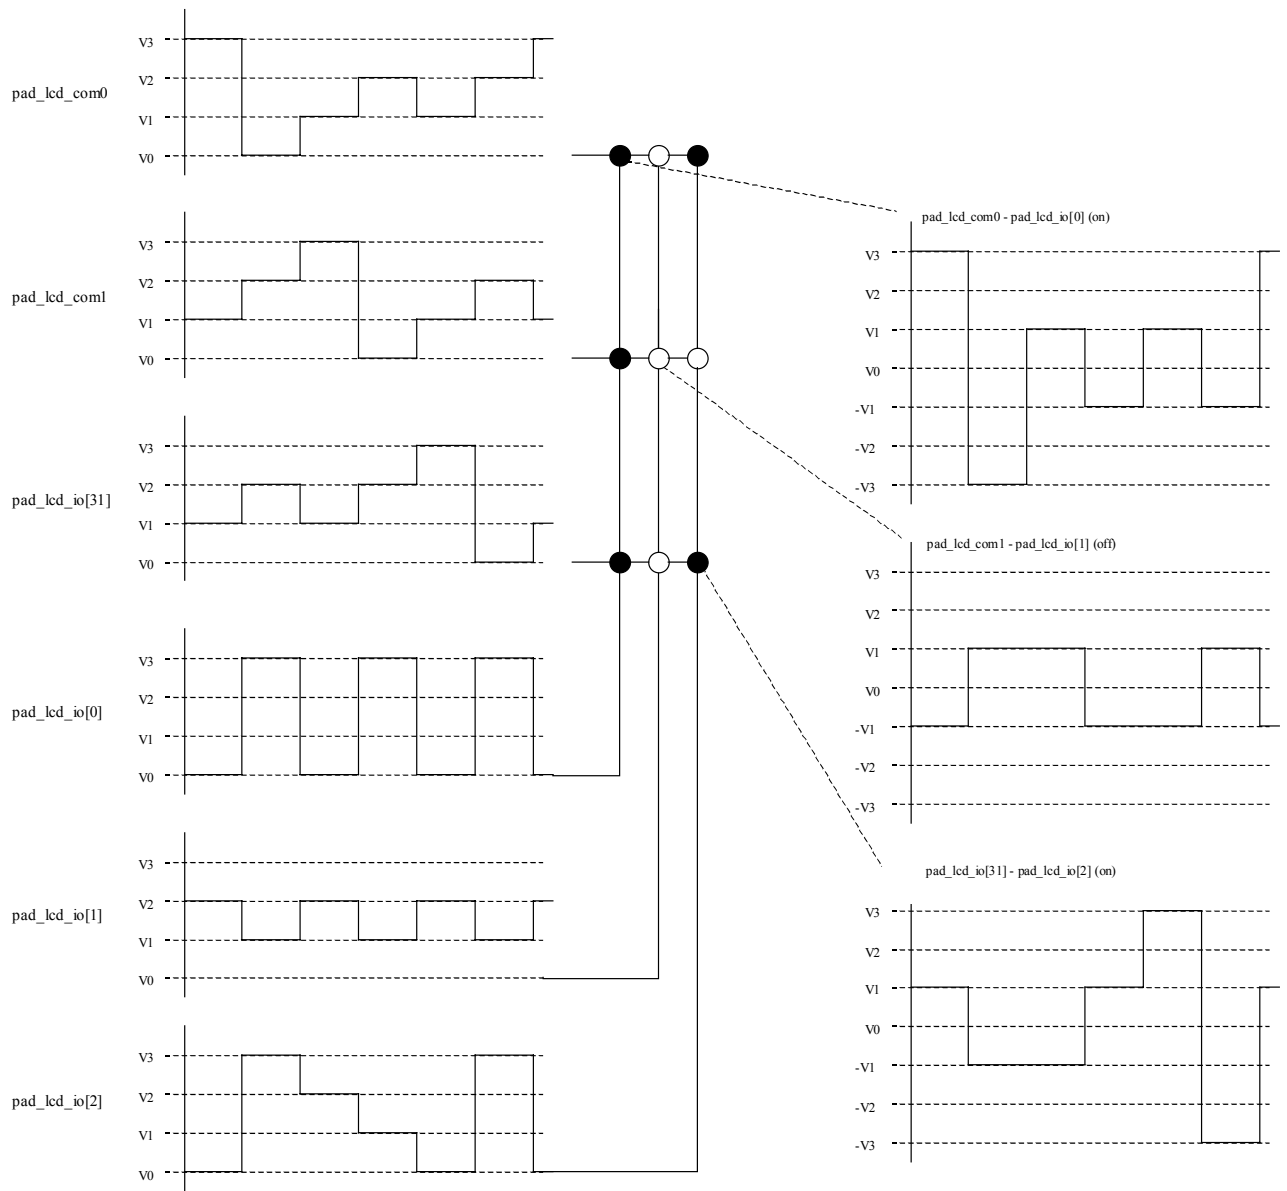 V3
V2
pad_lcd_com0
V1
V0
V3
V2
pad_lcd_com1
V1
V0
V3
V2
pad_lcd_io[31]
V1
V0
V3
V2
pad_lcd_io[0]
V1
V0
V3
V2
pad_lcd_io[1]
V1
V0
V3
V2
pad_lcd_io[2]
V1
V0
pad_lcd_com0 - pad_lcd_io[0] (on)
V3
V2
V1
V0
-V1
-V2
-V3
pad_lcd_com1 - pad_lcd_io[1] (off)
V3
V2
V1
V0
-V1
-V2
-V3
pad_lcd_io[31] - pad_lcd_io[2] (on)
V3
V2
V1
V0
-V1
-V2
-V3